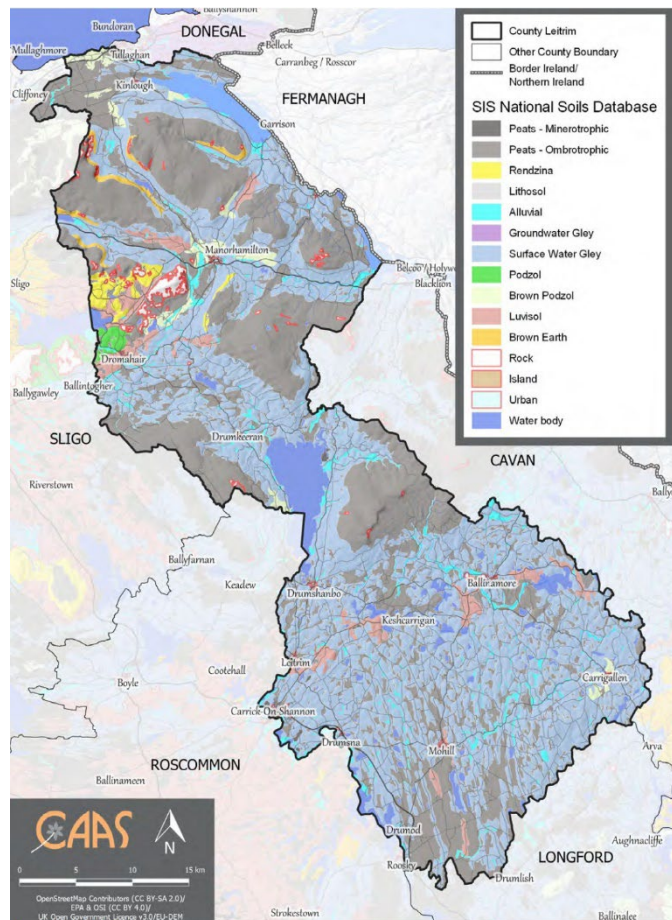 Ballyshannon
Bundoran
DONEGAL
Mullaghmore
Tullaghan
Belleek
Carranbeg / Rosscor
Cliffoney
Kinlough
FERMANAGH
Garrison
Manorhamilton
Sligo
Belcoo / Holywell
Blacklion
Dromahair
Ballintogher
Ballygawley
SLIGO
Drumkeeran
CAVAN
Riverstown
Ballyfarnan
Keadew
Drumshanbo
Ballinamore
Keshcarrigan
Cootehall
Leitrim
Boyle
Carrigallen
Carrick-On-Shannon
Drumsna
Mohill
Arva
ROSCOMMON
Ballinameen
Drumod
Aughnacliffe
Roosky
LONGFORD
Drumlish
Strokestown
Ballinalee
County Leitrim
Other County Boundary
Border Ireland/
Northern Ireland
SIS National Soils Database
Peats - Minerotrophic
Peats - Ombrotrophic
Rendzina
Lithosol
Alluvial
Groundwater Gley
Surface Water Gley
Podzol
Brown Podzol
Luvisol
Brown Earth
Rock
Island
Urban
Water body
CAAS
N
0 5 10 15 km
OpenStreetMap Contributors (CC BY-SA 2.0)/
EPA & OSI (CC BY 4.0)/
UK Open Government Licence v3.0/EU-DEM